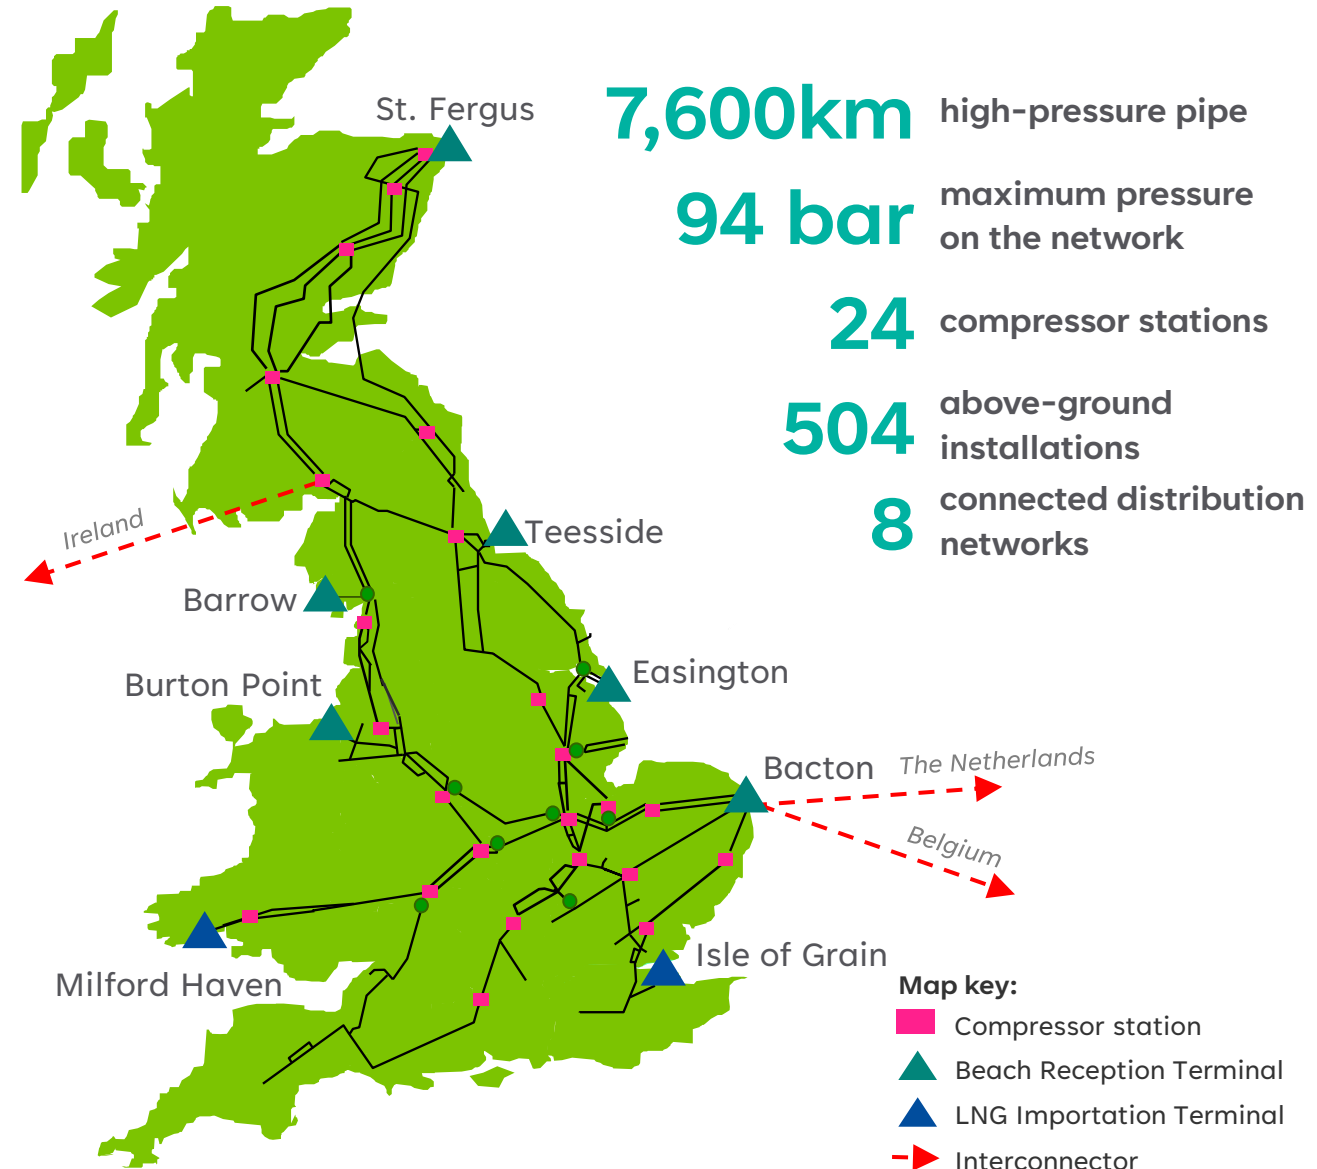 St. Fergus
7,600km
high-pressure pipe
94 bar
maximum pressure
on the network
24
compressor stations
504
above-ground
installations
8
connected distribution
networks
Ireland
Teesside
Barrow
Easington
Burton Point
Bacton
The Netherlands
Belgium
Isle of Grain
Milford Haven
Map key:
Compressor station
Beach Reception Terminal
LNG Importation Terminal
Interconnector